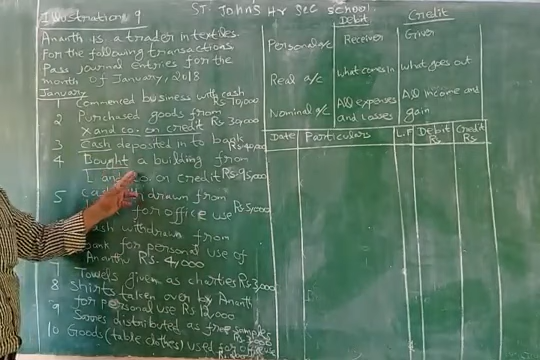 Illustration 9
ST. John's Hr Sec School
Ananth is a trader in textiles
For the following transactions
Pass journal entries for the
month of January, 2018
January
1 Commenced business with cash
Rs 70,000
2 Purchased goods from
X and co. on credit Rs 30,000
3 Cash deposited in to bank
Rs 40,000
4 Bought a building from
L and co. on credit Rs. 95,000
5 drawn from
for office use Rs 5,000
cash withdrawn from
bank for personal use of
Ananth Rs. 4,000
7 Towels given as charities Rs 3,000
8 Shirts taken over by Ananth
for personal use Rs 12,000
9 Sarees distributed as free samples
Rs
10 Goods (table clothes) used for office use
Debit Credit
Personal a/c Receiver Giver
Real a/c What comes in What goes out
Nominal a/c All expenses and Losses All income and gain
Date Particulars L.F Debit Rs Credit Rs